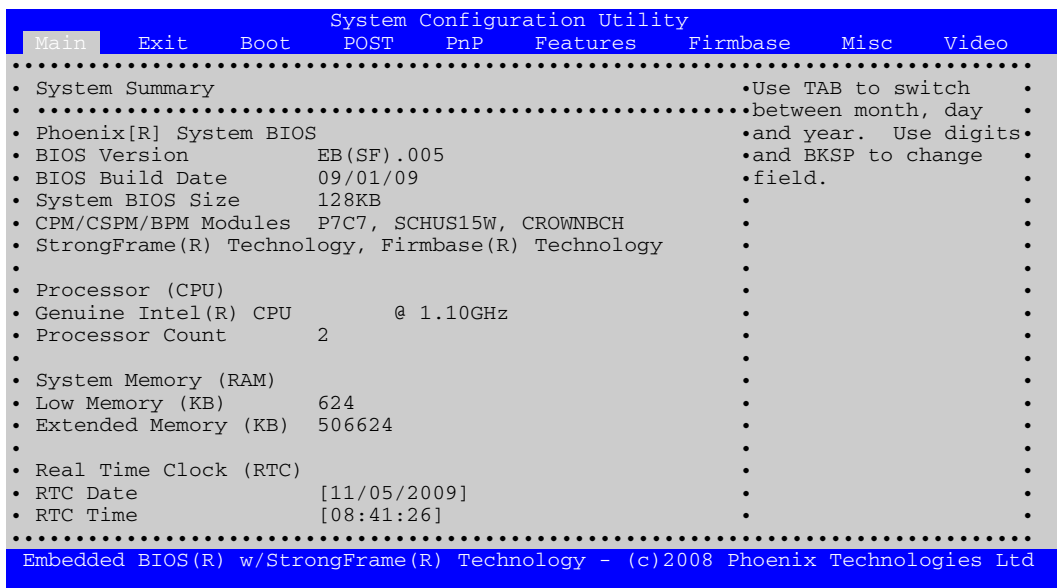 System Configuration Utility
Main Exit Boot POST PnP Features Firmbase Misc Video
System Summary
Phoenix[R] System BIOS
BIOS Version EB(SF).005
BIOS Build Date 09/01/09
System BIOS Size 128KB
CPM/CSPM/BPM Modules P7C7, SCHUS15W, CROWNBCH
StrongFrame(R) Technology, Firmbase(R) Technology
Processor (CPU)
Genuine Intel(R) CPU @ 1.10GHz
Processor Count 2
System Memory (RAM)
Low Memory (KB) 624
Extended Memory (KB) 506624
Real Time Clock (RTC)
RTC Date [11/05/2009]
RTC Time [08:41:26]
Use TAB to switch
between month, day
and year. Use digits
and BKSP to change
field.
Embedded BIOS(R) w/StrongFrame(R) Technology - (c)2008 Phoenix Technologies Ltd